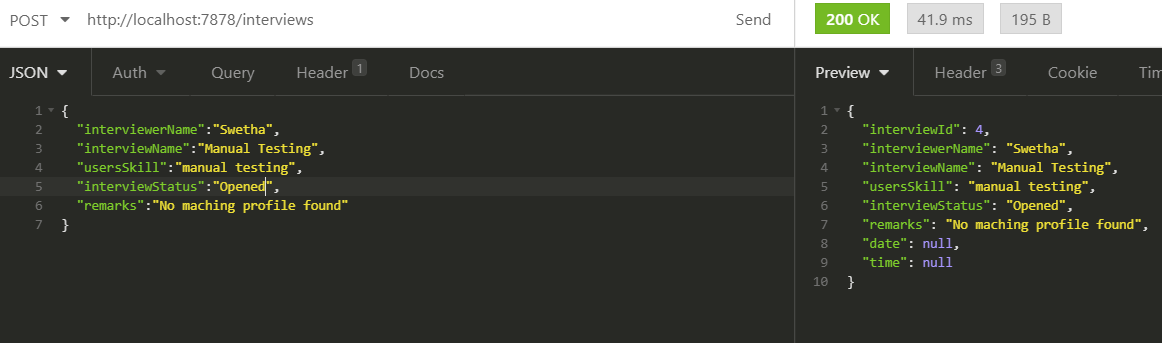 POST http://localhost:7878/interviews Send 200 OK 41.9 ms 195 B
JSON Auth Query Header 1 Docs
Preview Header 3 Cookie Tim
1 {
2 "interviewerName":"Swetha",
3 "interviewName":"Manual Testing",
4 "usersSkill":"manual testing",
5 "interviewStatus":"Opened",
6 "remarks":"No maching profile found"
7 }
1 {
2 "interviewId": 4,
3 "interviewerName": "Swetha",
4 "interviewName": "Manual Testing",
5 "usersSkill": "manual testing",
6 "interviewStatus": "Opened",
7 "remarks": "No maching profile found",
8 "date": null,
9 "time": null
10 }